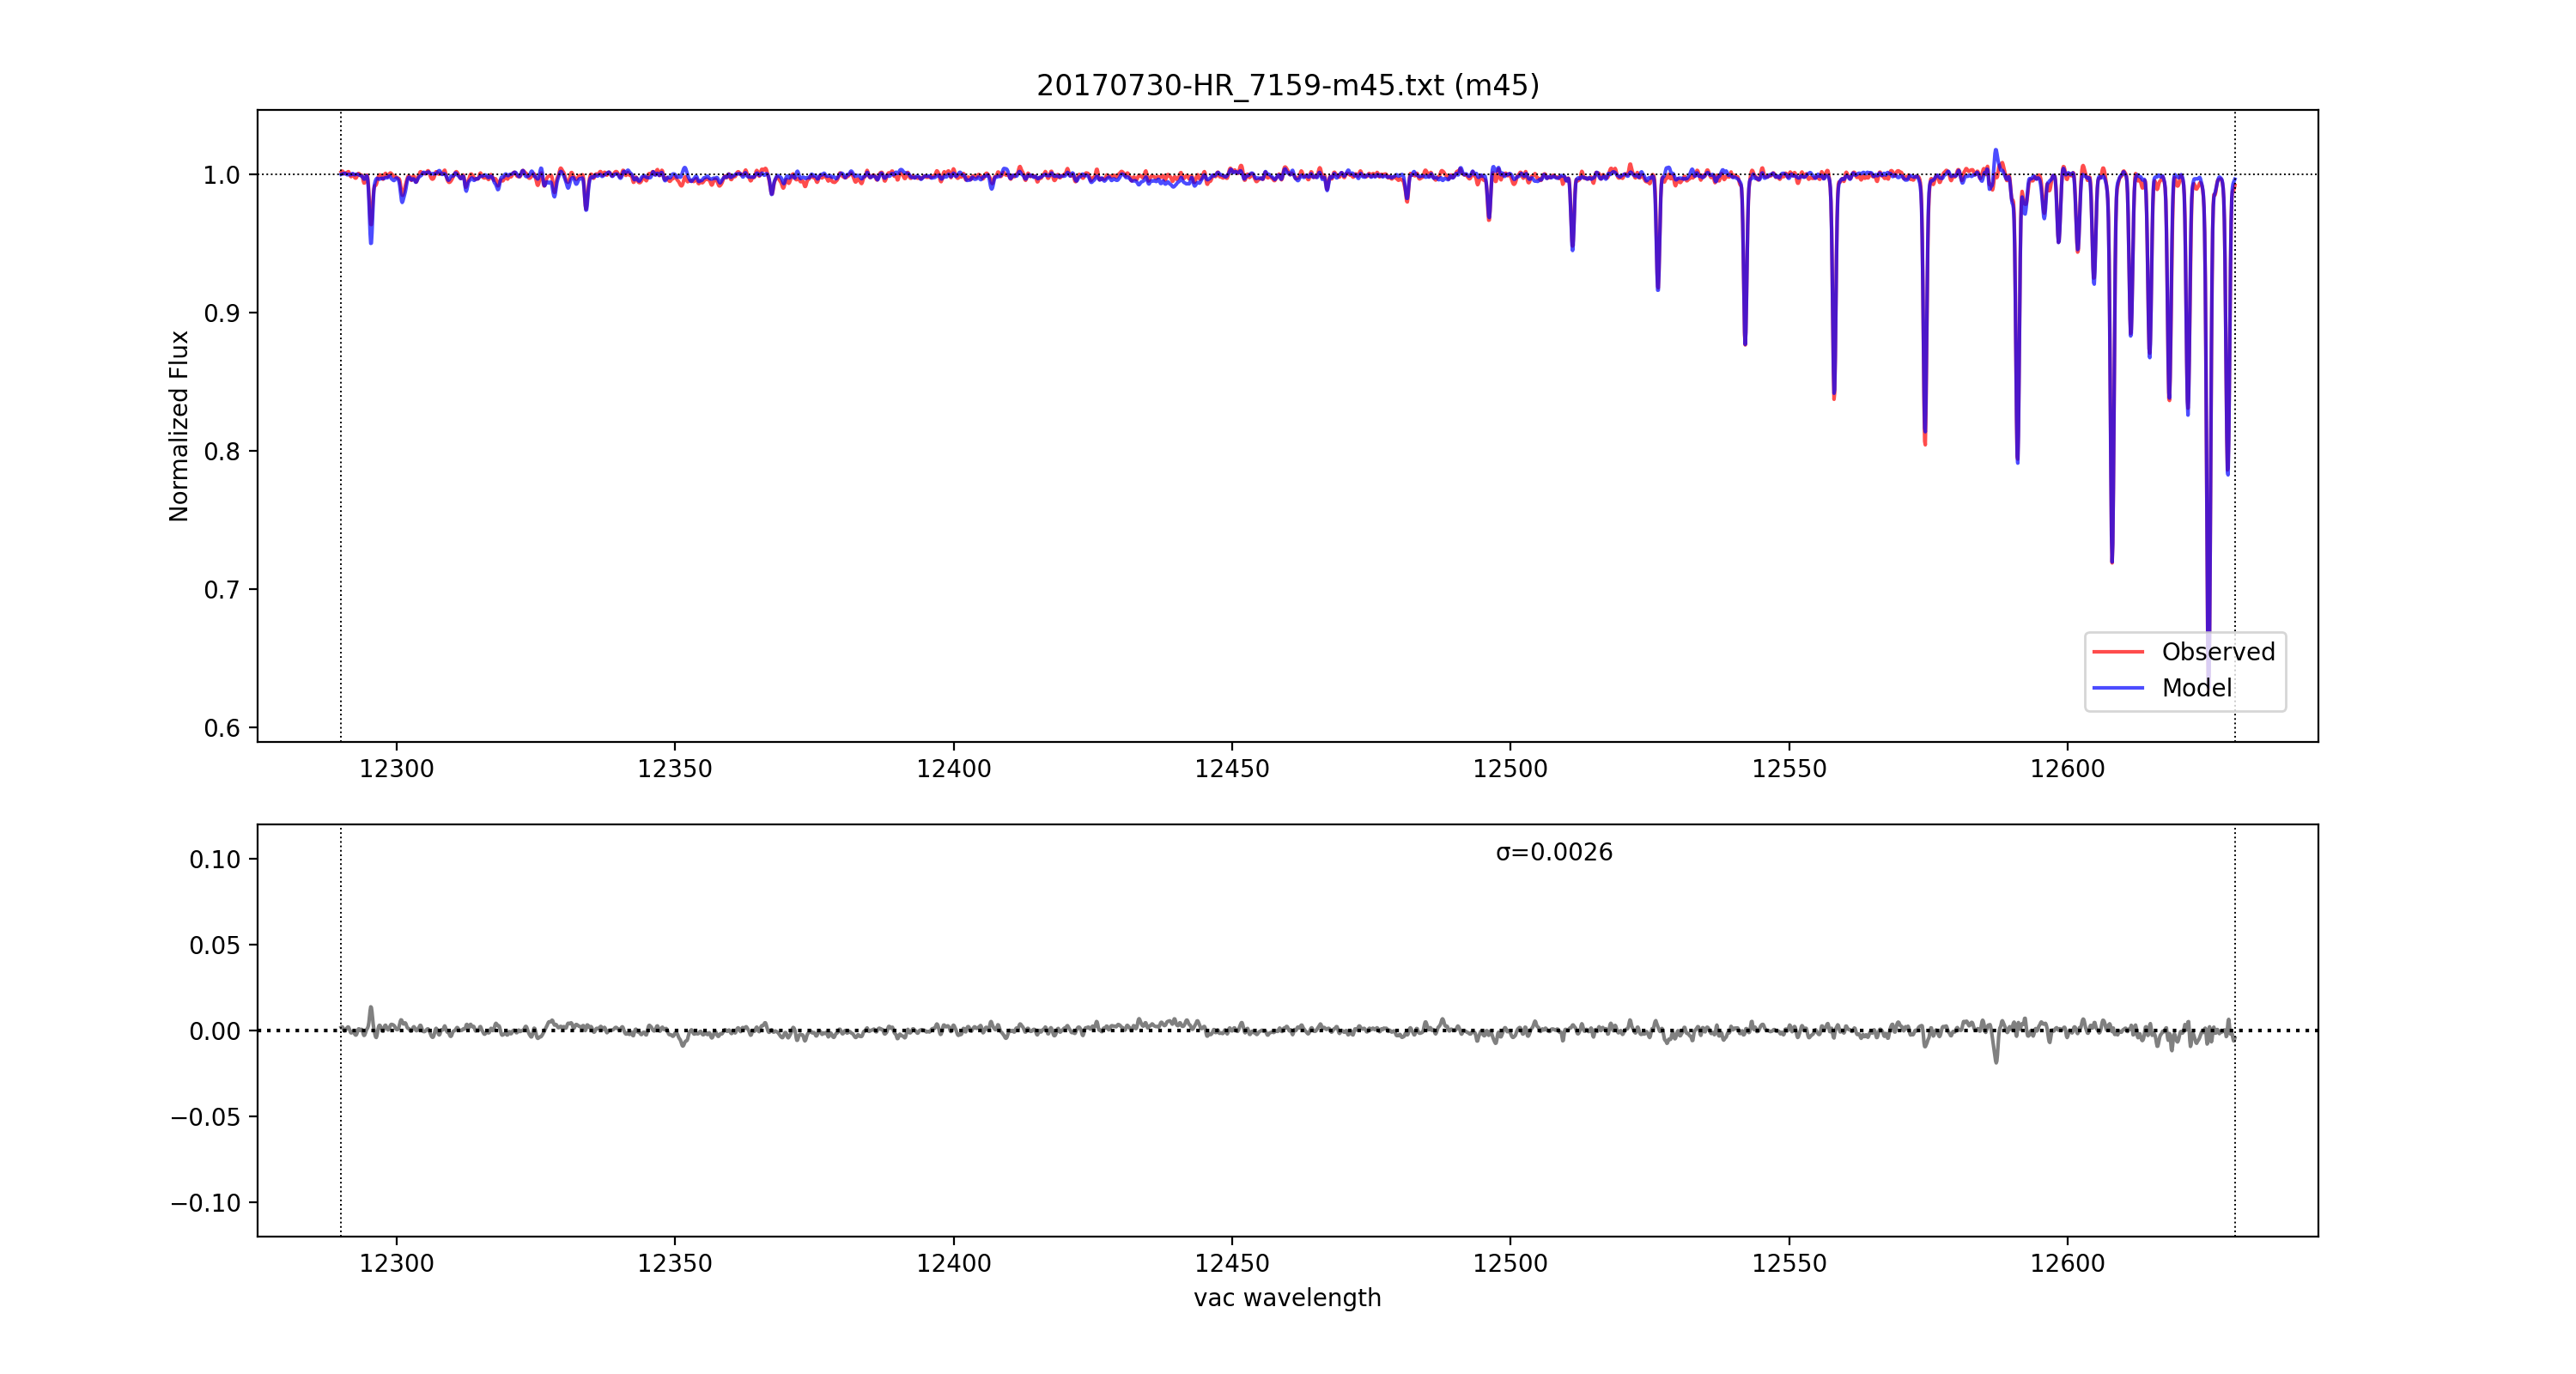 20170730-HR_7159-m45.txt (m45)
1.0
0.9
0.8
0.7
0.6
Normalized Flux
Observed
Model
12300 12350 12400 12450 12500 12550 12600
σ=0.0026
0.10
0.05
0.00
−0.05
−0.10
12300 12350 12400 12450 12500 12550 12600
vac wavelength